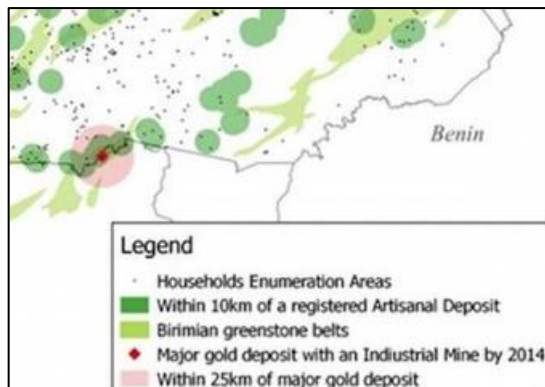 Benin
Legend
Households Enumeration Areas
Within 10km of a registered Artisanal Deposit
Birimian greenstone belts
Major gold deposit with an Indiustrial Mine by 2014
Within 25km of major gold deposit